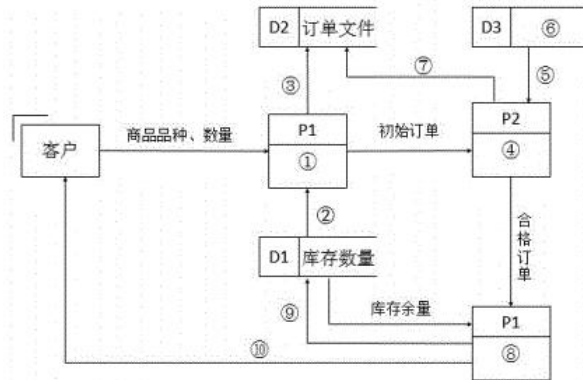 D2 订单文件
D3 ⑥
③
⑦
⑤
客户
商品品种、数量
P1
①
初始订单
P2
④
②
合格订单
D1 库存数量
⑨
库存余量
P1
⑧
⑩